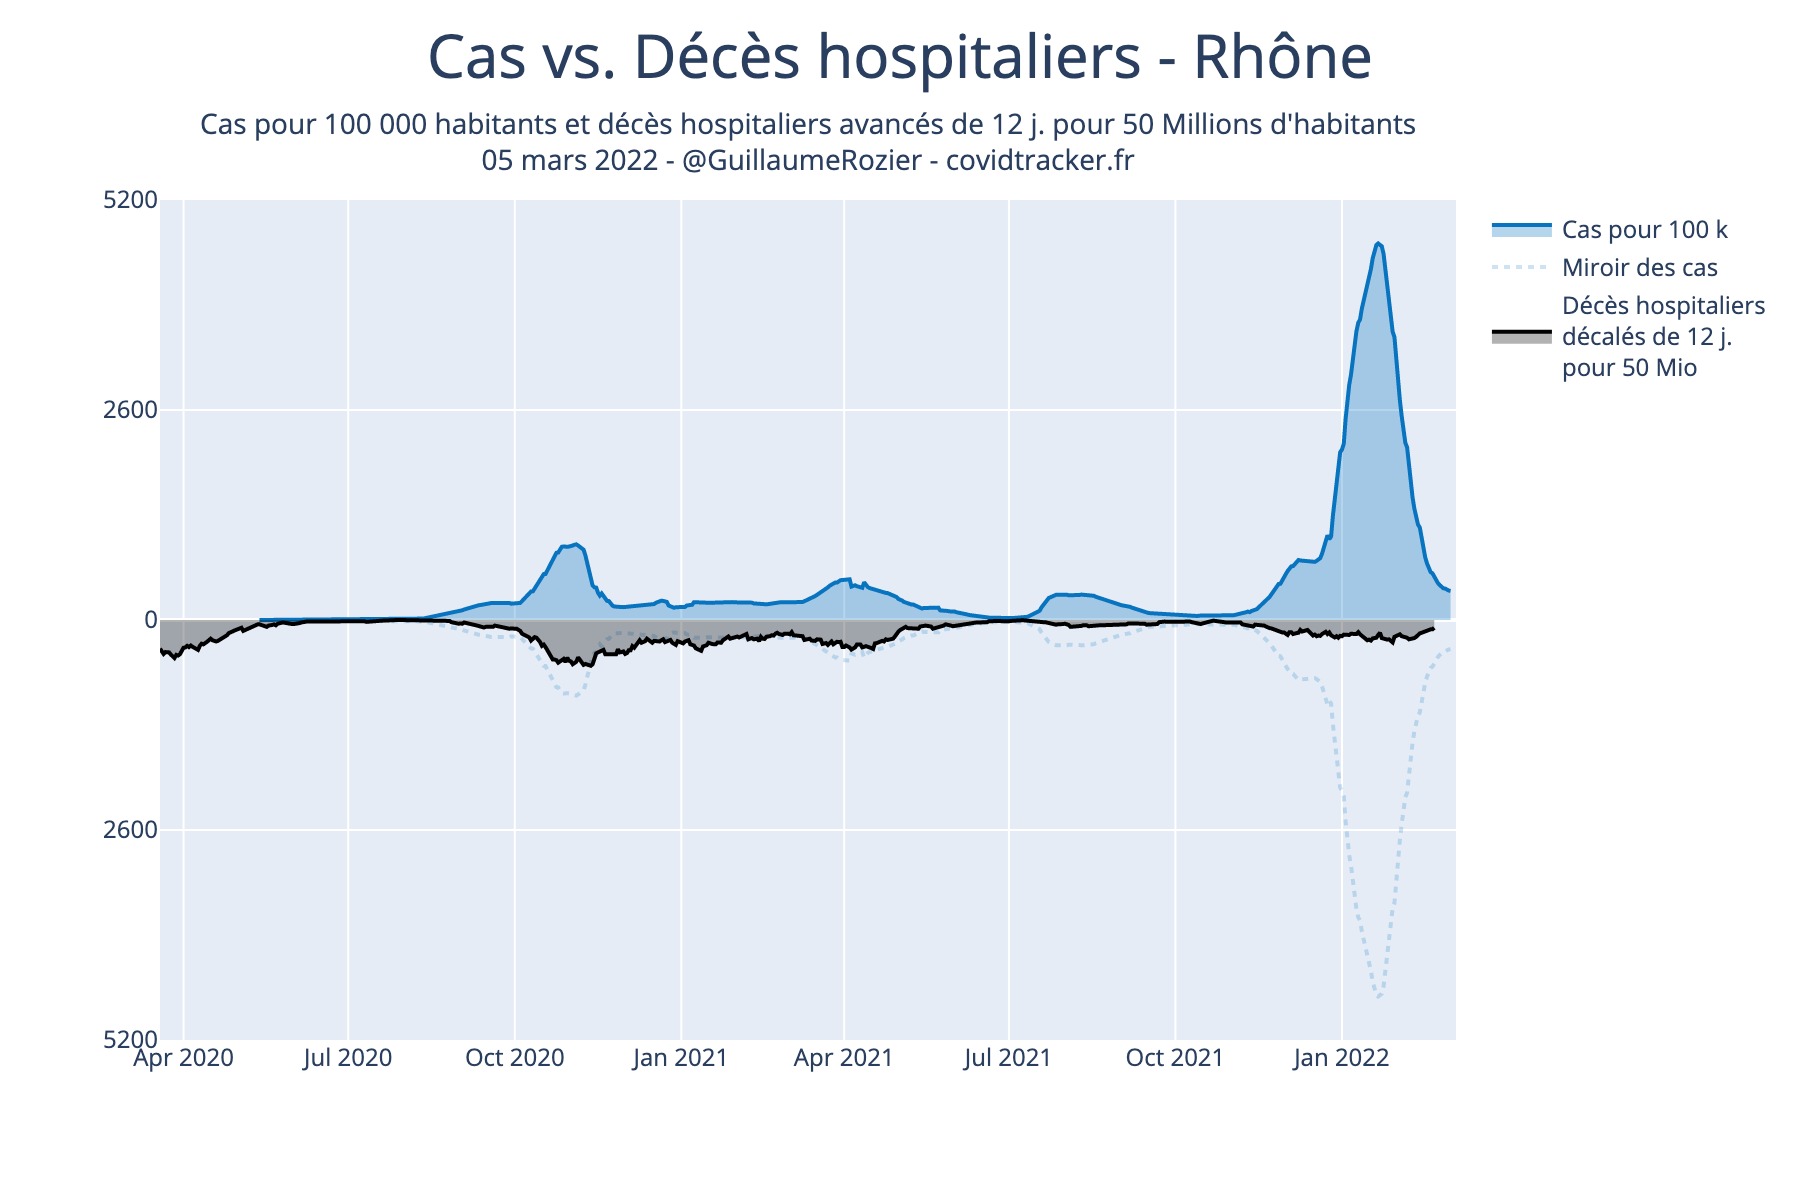 Cas vs. Décès hospitaliers - Rhône
Cas pour 100 000 habitants et décès hospitaliers avancés de 12 j. pour 50 Millions d'habitants
05 mars 2022 - @GuillaumeRozier - covidtracker.fr
5200
2600
0
2600
5200
Apr 2020
Jul 2020
Oct 2020
Jan 2021
Apr 2021
Jul 2021
Oct 2021
Jan 2022
Cas pour 100 k
Miroir des cas
Décès hospitaliers
décalés de 12 j.
pour 50 Mio